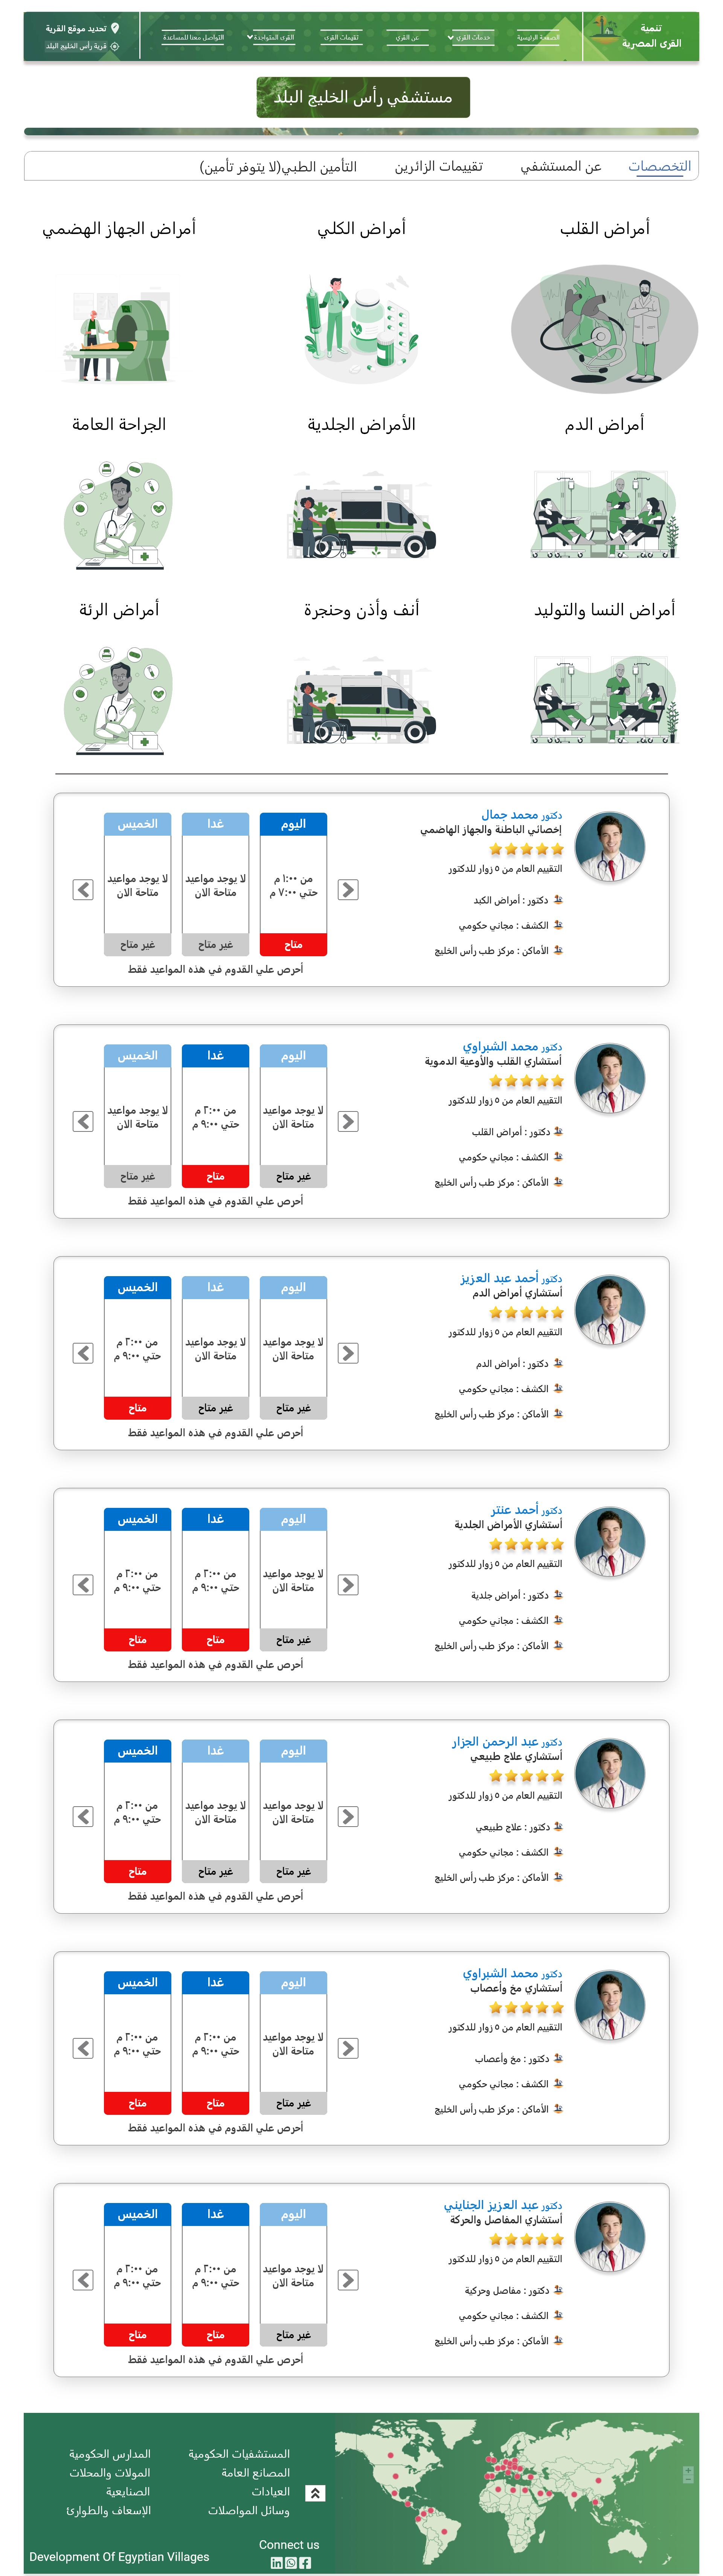 تنمية
القرى المصرية
الصفحة الرئيسية
خدمات القري
عن القري
تقيمات القرى
القرى المتواجدة
التواصل معنا للمساعدة
تحديد موقع القرية
قرية رأس الخليج البلد
مستشفي رأس الخليج البلد
التخصصات
عن المستشفي
تقييمات الزائرين
التأمين الطبي(لا يتوفر تأمين)
أمراض القلب
أمراض الكلي
أمراض الجهاز الهضمي
أمراض الدم
الأمراض الجلدية
الجراحة العامة
أمراض النسا والتوليد
أنف وأذن وحنجرة
أمراض الرئة
دكتور محمد جمال
إخصائي الباطنة والجهاز الهاضمي
التقييم العام من ٥ زوار للدكتور
دكتور : أمراض الكبد
الكشف : مجاني حكومي
الأماكن : مركز طب رأس الخليج
اليوم
من ١:٠٠ م
حتي ٧:٠٠ م
متاح
غدا
لا يوجد مواعيد
متاحة الان
غير متاح
الخميس
لا يوجد مواعيد
متاحة الان
غير متاح
أحرص علي القدوم في هذه المواعيد فقط
دكتور محمد الشبراوي
أستشاري القلب والأوعية الدموية
التقييم العام من ٥ زوار للدكتور
دكتور : أمراض القلب
الكشف : مجاني حكومي
الأماكن : مركز طب رأس الخليج
اليوم
لا يوجد مواعيد
متاحة الان
غير متاح
غدا
من ٢:٠٠ م
حتي ٩:٠٠ م
متاح
الخميس
لا يوجد مواعيد
متاحة الان
غير متاح
أحرص علي القدوم في هذه المواعيد فقط
دكتور أحمد عبد العزيز
أستشاري أمراض الدم
التقييم العام من ٥ زوار للدكتور
دكتور : أمراض الدم
الكشف : مجاني حكومي
الأماكن : مركز طب رأس الخليج
اليوم
لا يوجد مواعيد
متاحة الان
غير متاح
غدا
لا يوجد مواعيد
متاحة الان
غير متاح
الخميس
من ٢:٠٠ م
حتي ٩:٠٠ م
متاح
أحرص علي القدوم في هذه المواعيد فقط
دكتور أحمد عنتر
أستشاري الأمراض الجلدية
التقييم العام من ٥ زوار للدكتور
دكتور : أمراض جلدية
الكشف : مجاني حكومي
الأماكن : مركز طب رأس الخليج
اليوم
لا يوجد مواعيد
متاحة الان
غير متاح
غدا
من ٢:٠٠ م
حتي ٩:٠٠ م
متاح
الخميس
من ٢:٠٠ م
حتي ٩:٠٠ م
متاح
أحرص علي القدوم في هذه المواعيد فقط
دكتور عبد الرحمن الجزار
أستشاري علاج طبيعي
التقييم العام من ٥ زوار للدكتور
دكتور : علاج طبيعي
الكشف : مجاني حكومي
الأماكن : مركز طب رأس الخليج
اليوم
لا يوجد مواعيد
متاحة الان
غير متاح
غدا
لا يوجد مواعيد
متاحة الان
غير متاح
الخميس
من ٢:٠٠ م
حتي ٩:٠٠ م
متاح
أحرص علي القدوم في هذه المواعيد فقط
دكتور محمد الشبراوي
أستشاري مخ وأعصاب
التقييم العام من ٥ زوار للدكتور
دكتور : مخ وأعصاب
الكشف : مجاني حكومي
الأماكن : مركز طب رأس الخليج
اليوم
لا يوجد مواعيد
متاحة الان
غير متاح
غدا
من ٢:٠٠ م
حتي ٩:٠٠ م
متاح
الخميس
من ٢:٠٠ م
حتي ٩:٠٠ م
متاح
أحرص علي القدوم في هذه المواعيد فقط
دكتور عبد العزيز الجنايني
أستشاري المفاصل والحركة
التقييم العام من ٥ زوار للدكتور
دكتور : مفاصل وحركية
الكشف : مجاني حكومي
الأماكن : مركز طب رأس الخليج
اليوم
لا يوجد مواعيد
متاحة الان
غير متاح
غدا
من ٢:٠٠ م
حتي ٩:٠٠ م
متاح
الخميس
من ٢:٠٠ م
حتي ٩:٠٠ م
متاح
أحرص علي القدوم في هذه المواعيد فقط
المستشفيات الحكومية
المصانع العامة
العيادات
وسائل المواصلات
المدارس الحكومية
المولات والمحلات
الصنايعية
الإسعاف والطوارئ
Connect us
Development Of Egyptian Villages